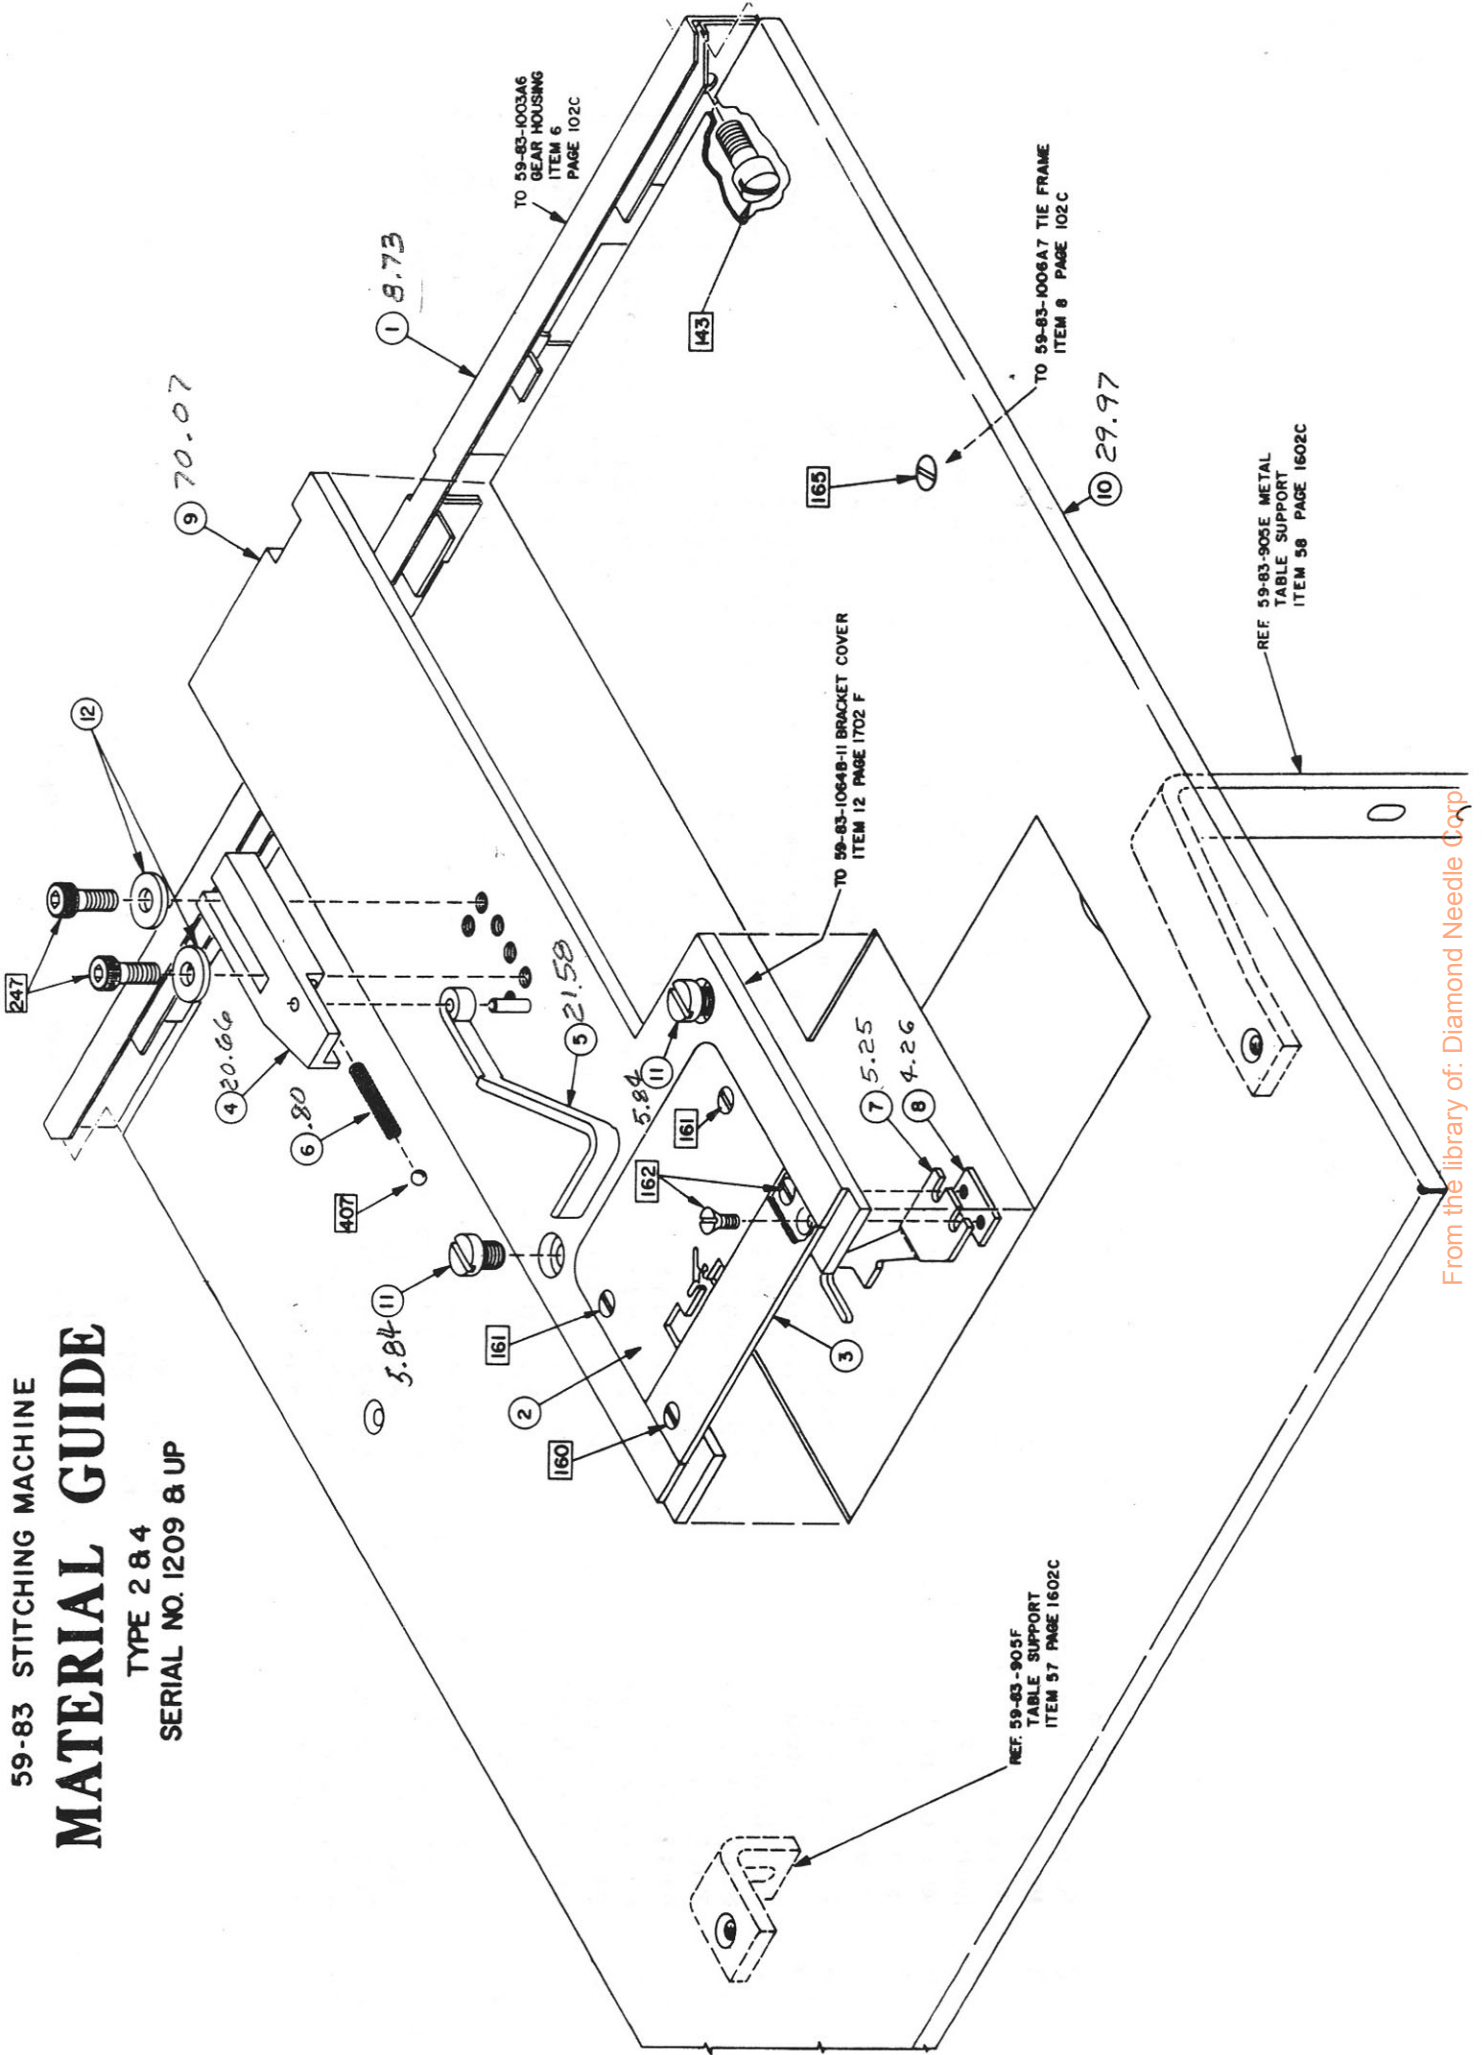 59-83 STITCHING MACHINE
MATERIAL GUIDE
TYPE 2 & 4
SERIAL NO. 1209 & UP
247
12
9 70.07
1 8.73
TO 59-83-1003A6
GEAR HOUSING
ITEM 6
PAGE 102C
4 20.66
6 .80
407
5 21.58
11 5.84
5.84 11
161
161
162
2
160
3
7 5.25
8 4.26
143
165
TO 59-83-1006A7 TIE FRAME
ITEM 8 PAGE 102C
10 29.97
TO 59-83-1064B-11 BRACKET COVER
ITEM 12 PAGE 1702 F
REF. 59-83-905E METAL
TABLE SUPPORT
ITEM 58 PAGE 1602C
REF. 59-83-905F
TABLE SUPPORT
ITEM 57 PAGE 1602C
From the library of: Diamond Needle Corp